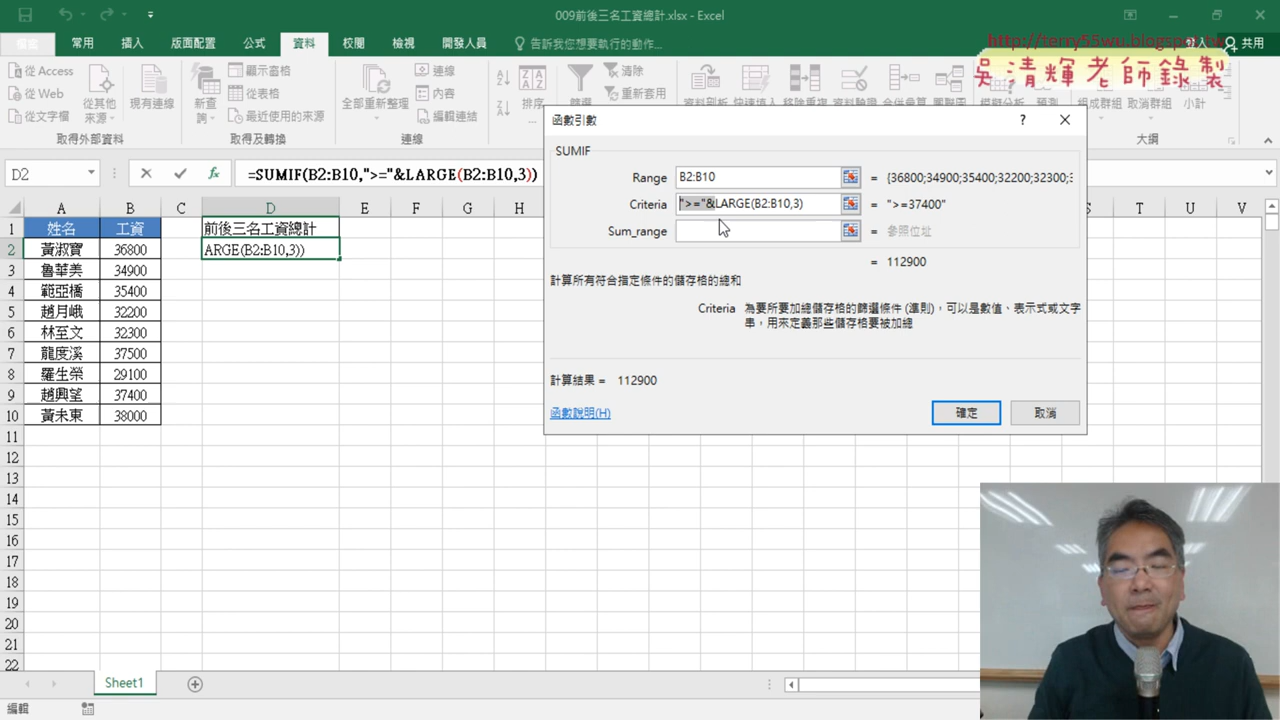 009前後三名工資總計.xlsx - Excel
檔案 常用 插入 版面配置 公式 資料 校閱 檢視 開發人員 告訴我您想要執行的動作... 登入 共用
http://terry55wu.blogspot.tw
吳清輝老師錄製
從 Access
從 Web
從文字檔
從其他來源
現有連線
取得外部資料
新查詢
顯示查詢
從表格
最近使用的來源
取得及轉換
全部重新整理
連線
內容
編輯連結
連線
排序
篩選
清除
重新套用
大綱
D2 =SUMIF(B2:B10,">="&LARGE(B2:B10,3))
A B C D E F G H S T U V
1 姓名 工資 前後三名工資總計
2 黃淑寶 36800 ARGE(B2:B10,3))
3 魯華美 34900
4 範亞橋 35400
5 趙月峨 32200
6 林至文 32300
7 龍度溪 37500
8 羅生榮 29100
9 趙興望 37400
10 黃未東 38000
11
12
13
14
15
16
17
18
19
20
21
22
函數引數 ? ×
SUMIF
Range B2:B10 = {36800;34900;35400;32200;32300;3
Criteria ">="&LARGE(B2:B10,3) = ">=37400"
Sum_range = 參照位址
= 112900
計算所有符合指定條件的儲存格的總和
Criteria 為要所要加總儲存格的篩選條件 (準則)，可以是數值、表示式或文字
串，用來定義那些儲存格要被加總
計算結果 = 112900
函數說明(H) 確定 取消
Sheet1
編輯